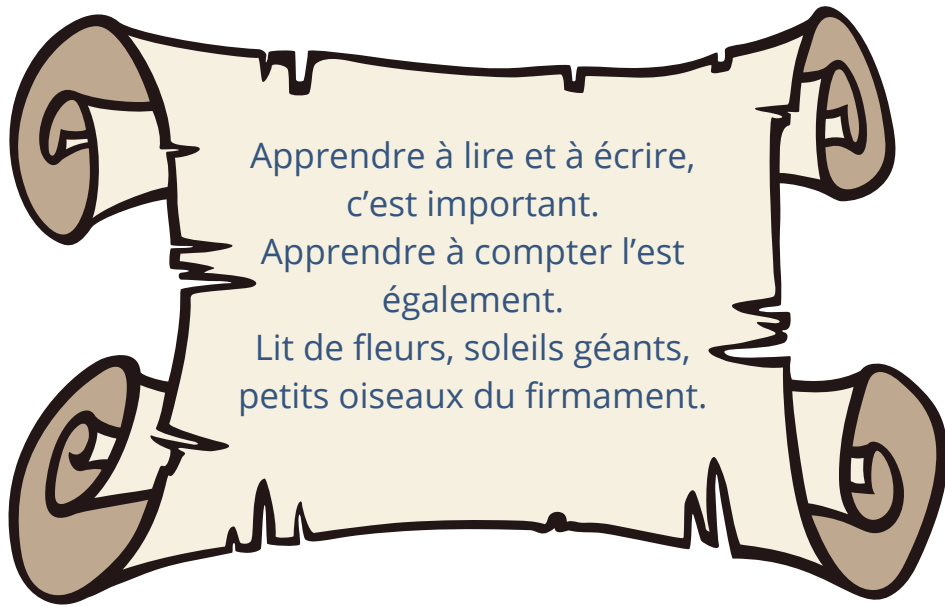 Apprendre à lire et à écrire,
c’est important.
Apprendre à compter l’est
également.
Lit de fleurs, soleils géants,
petits oiseaux du firmament.